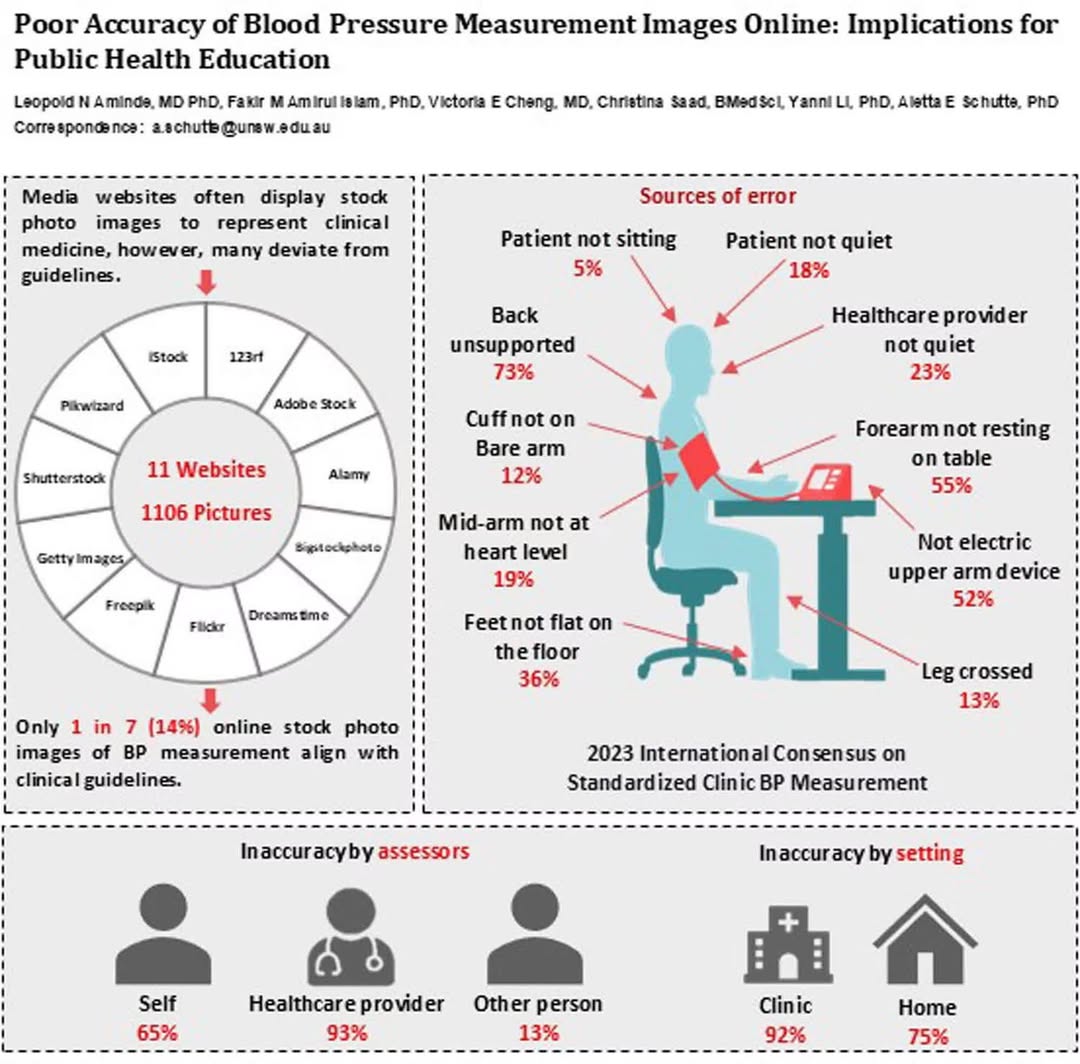 Poor Accuracy of Blood Pressure Measurement Images Online: Implications for
Public Health Education
Leopold N Aminde, MD PhD, Fakir M Amirul Islam, PhD, Victoria E Cheng, MD, Christina Saad, BMedSci, Yanni Li, PhD, Aletta E Schutte, PhD
Correspondence: a.schutte@unsw.edu.au
Media websites often display stock
photo images to represent clinical
medicine, however, many deviate from
guidelines.
iStock
123rf
Pikwizard
Adobe Stock
Shutterstock
Alamy
11 Websites
1106 Pictures
Getty Images
Bigstockphoto
Freepik
Flickr
Dreamstime
Only 1 in 7 (14%) online stock photo
images of BP measurement align with
clinical guidelines.
Sources of error
Patient not sitting
5%
Patient not quiet
18%
Back
unsupported
73%
Healthcare provider
not quiet
23%
Cuff not on
Bare arm
12%
Forearm not resting
on table
55%
Mid-arm not at
heart level
19%
Not electric
upper arm device
52%
Feet not flat on
the floor
36%
Leg crossed
13%
2023 International Consensus on
Standardized Clinic BP Measurement
Inaccuracy by assessors
Self
65%
Healthcare provider
93%
Other person
13%
Inaccuracy by setting
Clinic
92%
Home
75%